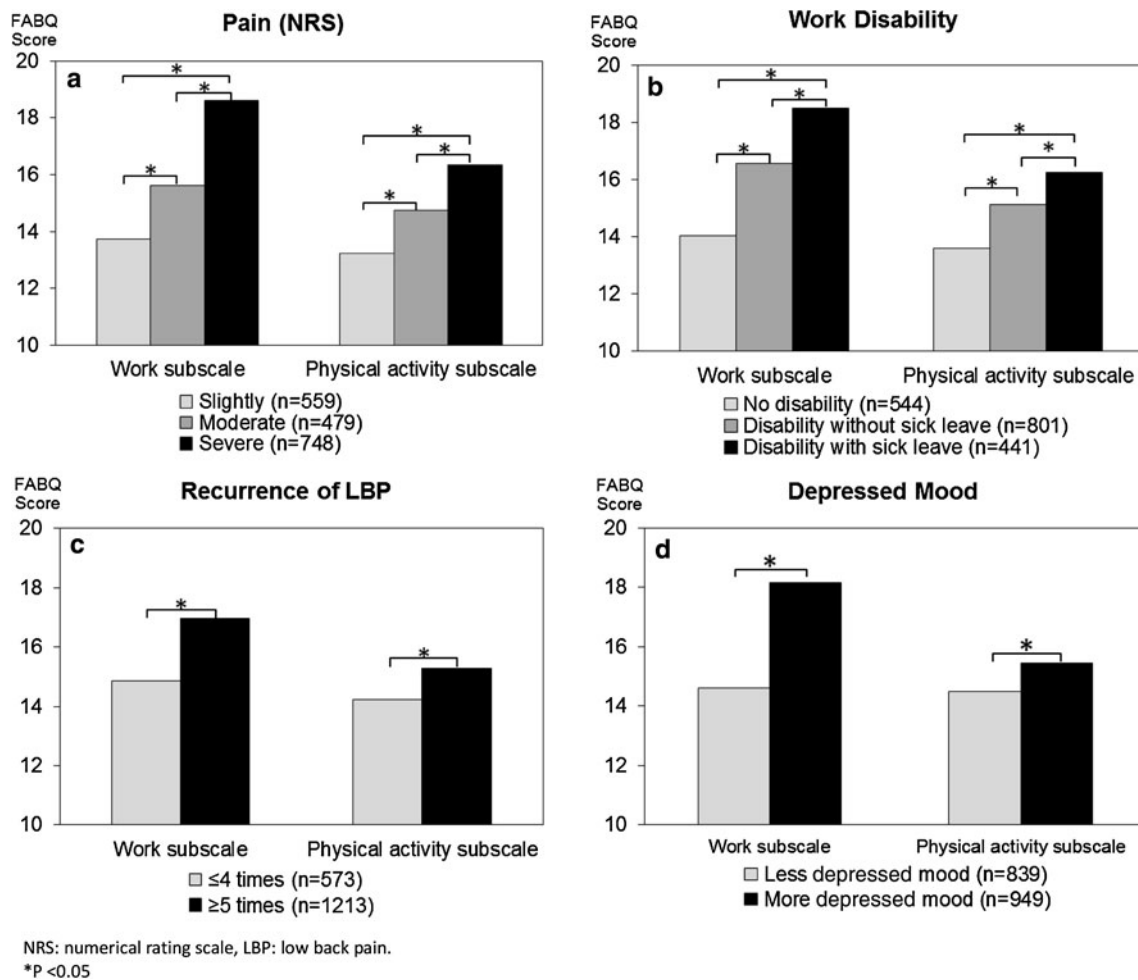 FABQ
Score
Pain (NRS)
a
20
18
16
14
12
10
* * * * * *
Work subscale Physical activity subscale
Slightly (n=559)
Moderate (n=479)
Severe (n=748)
FABQ
Score
Work Disability
b
20
18
16
14
12
10
* * * * * *
Work subscale Physical activity subscale
No disability (n=544)
Disability without sick leave (n=801)
Disability with sick leave (n=441)
FABQ
Score
Recurrence of LBP
c
20
18
16
14
12
10
* *
Work subscale Physical activity subscale
≤4 times (n=573)
≥5 times (n=1213)
FABQ
Score
Depressed Mood
d
20
18
16
14
12
10
* *
Work subscale Physical activity subscale
Less depressed mood (n=839)
More depressed mood (n=949)
NRS: numerical rating scale, LBP: low back pain.
*P <0.05